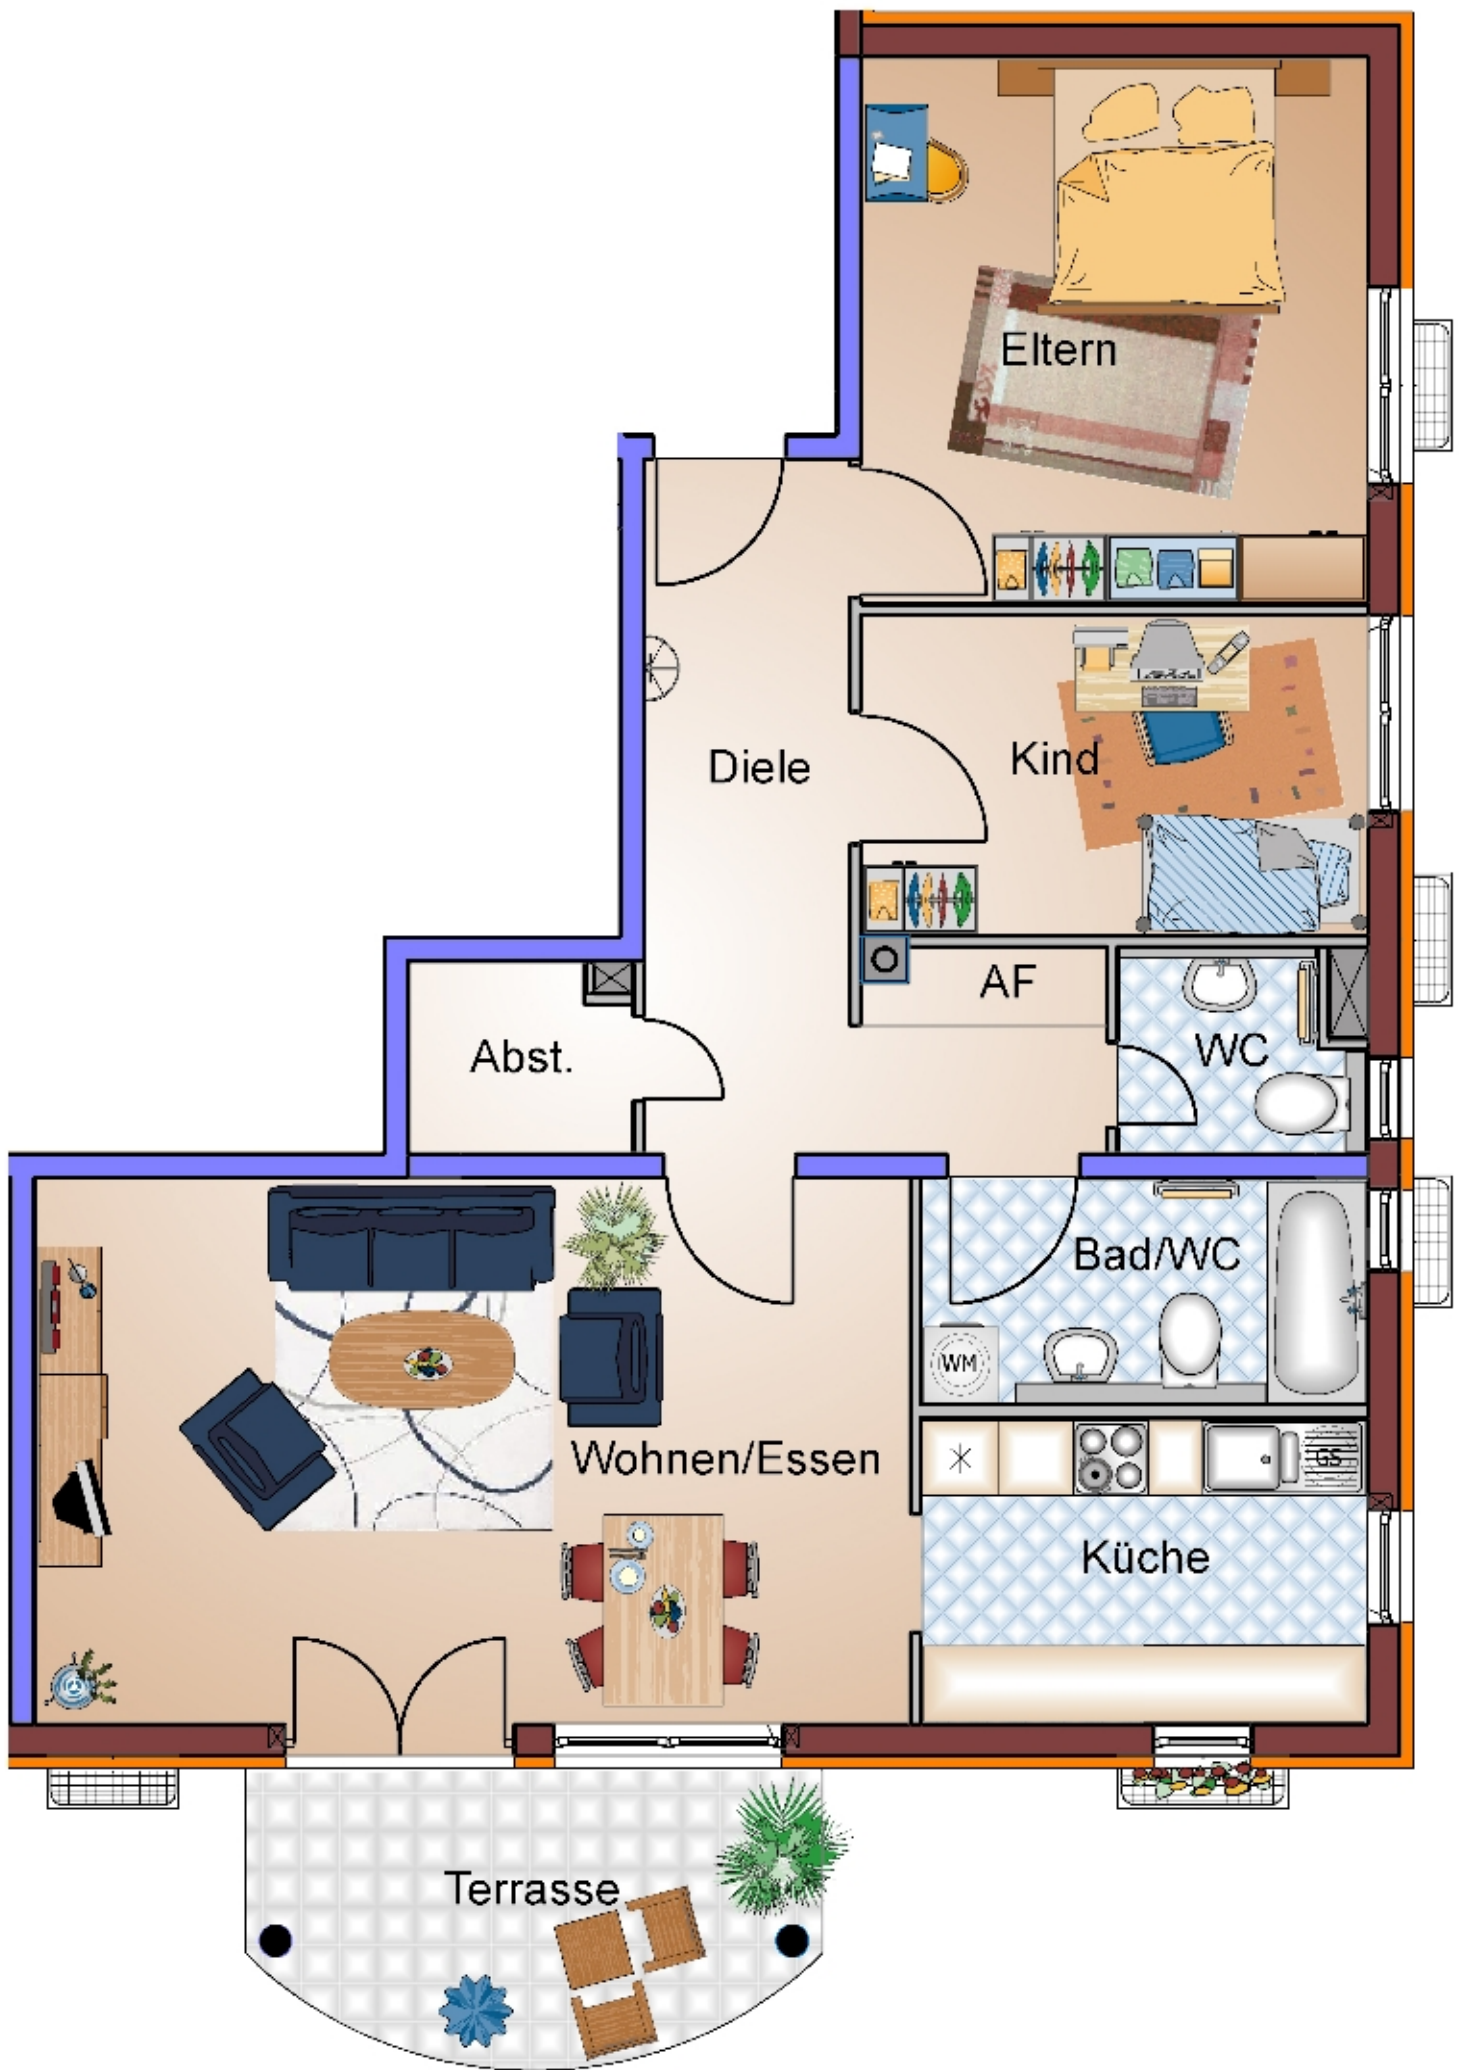 Eltern
Kind
Diele
AF
WC
Abst.
Bad/WC
WM
Wohnen/Essen
GS
Küche
Terrasse